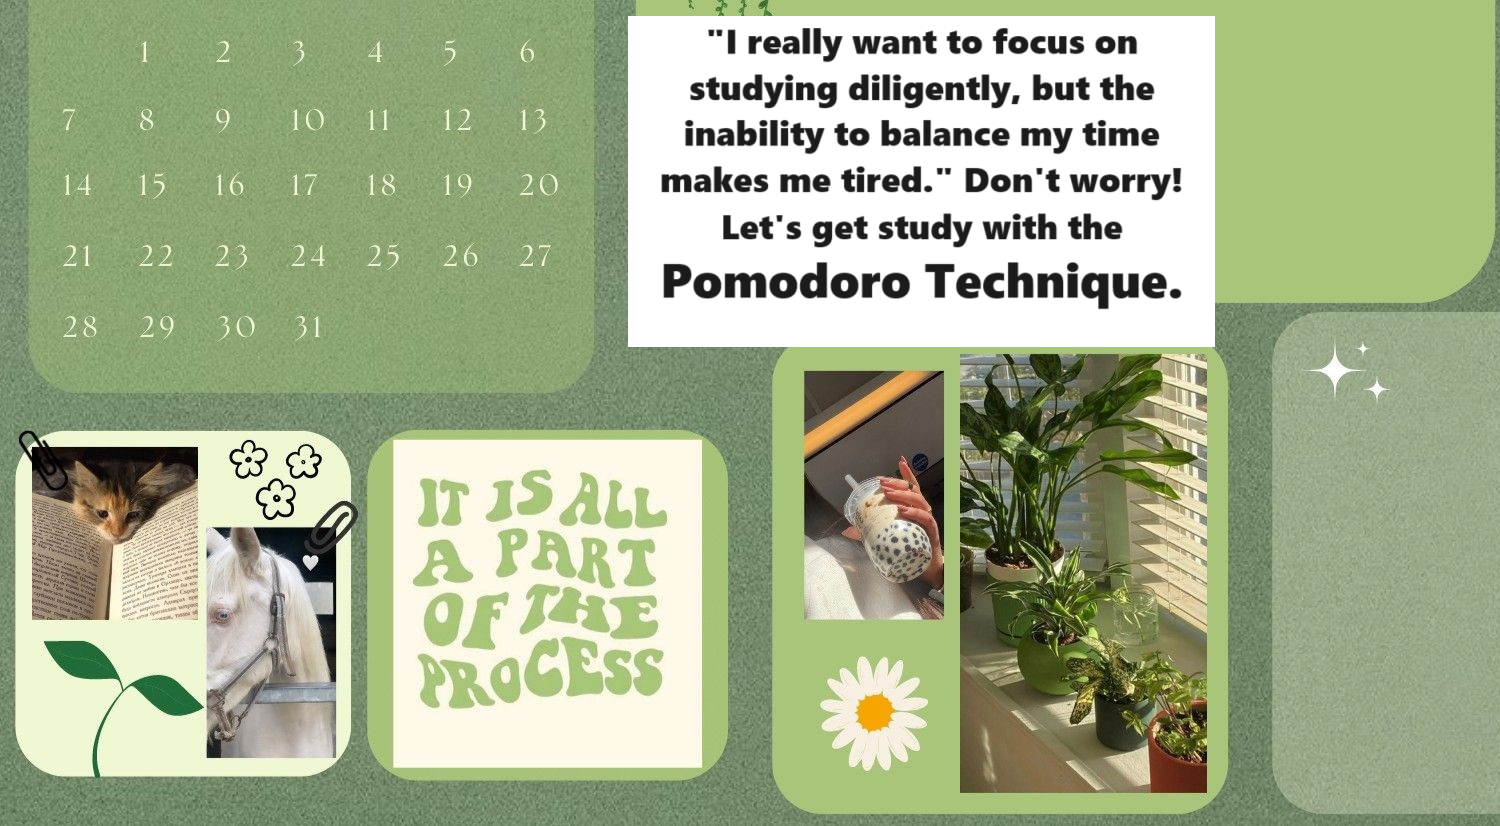 1 2 3 4 5 6
7 8 9 10 11 12 13
14 15 16 17 18 19 20
21 22 23 24 25 26 27
28 29 30 31
"I really want to focus on
studying diligently, but the
inability to balance my time
makes me tired." Don't worry!
Let's get study with the
Pomodoro Technique.
IT IS ALL
A PART
OF THE
PROCESS